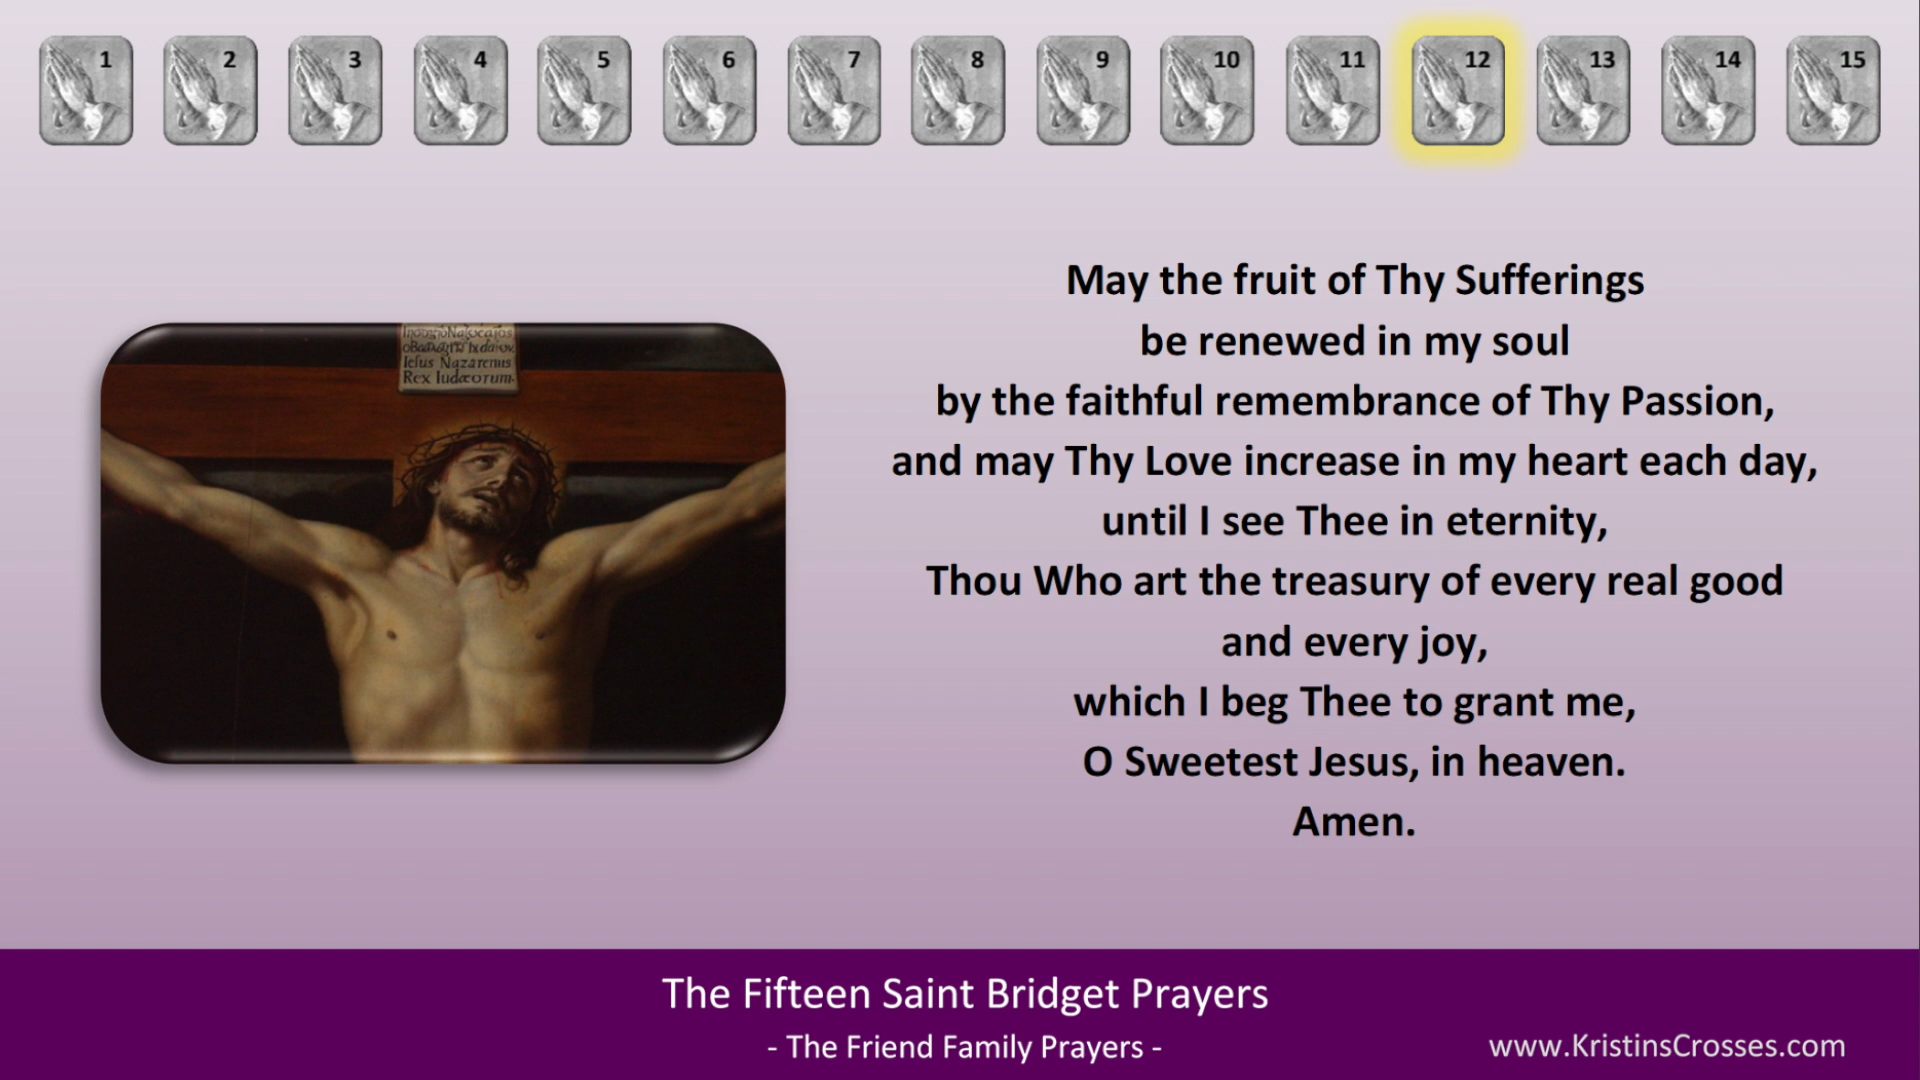 1 2 3 4 5 6 7 8 9 10 11 12 13 14 15
Iesus Nazarenus
Rex Iudæorum.
May the fruit of Thy Sufferings
be renewed in my soul
by the faithful remembrance of Thy Passion,
and may Thy Love increase in my heart each day,
until I see Thee in eternity,
Thou Who art the treasury of every real good
and every joy,
which I beg Thee to grant me,
O Sweetest Jesus, in heaven.
Amen.
The Fifteen Saint Bridget Prayers
- The Friend Family Prayers -
www.KristinsCrosses.com